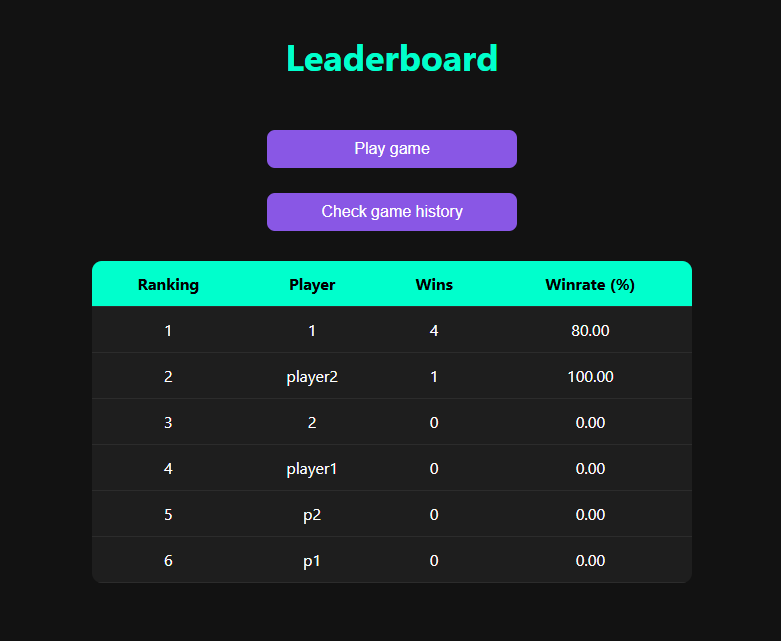 Leaderboard
Play game
Check game history
Ranking Player Wins Winrate (%)
1 1 4 80.00
2 player2 1 100.00
3 2 0 0.00
4 player1 0 0.00
5 p2 0 0.00
6 p1 0 0.00